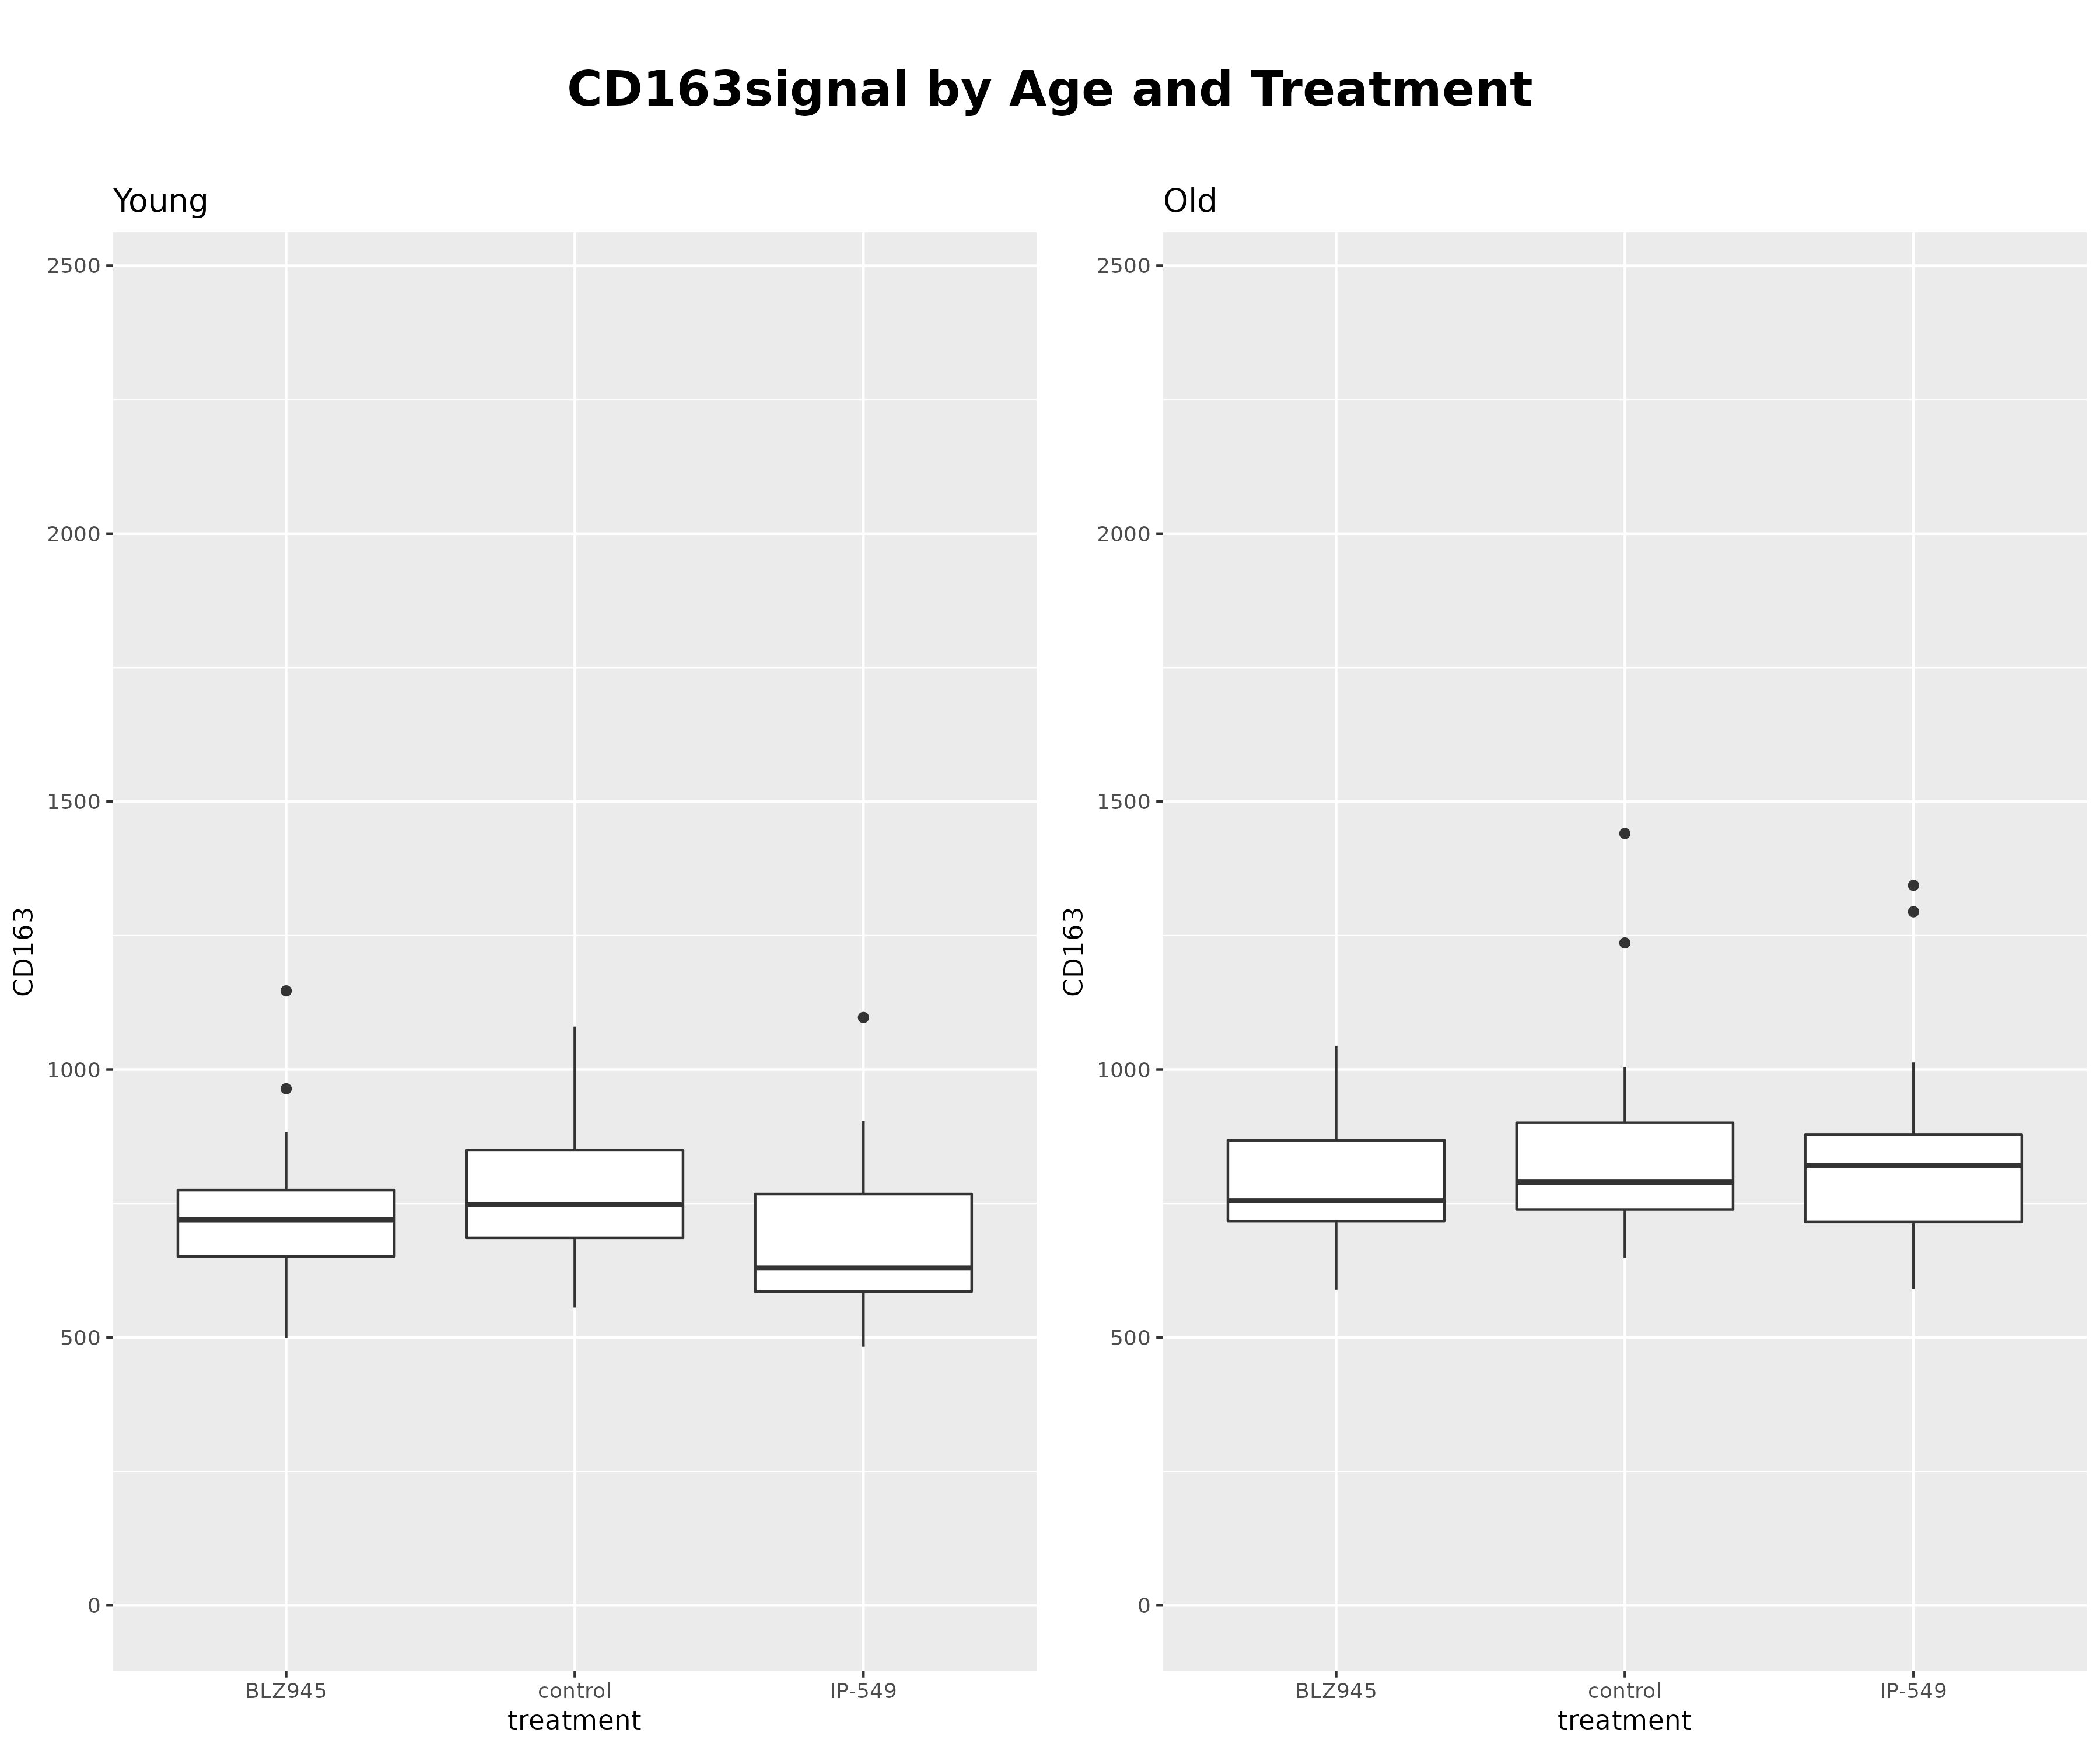 CD163signal by Age and Treatment
Young
2500
2000
1500
1000
500
0
CD163
BLZ945 control IP-549
treatment
Old
2500
2000
1500
1000
500
0
CD163
BLZ945 control IP-549
treatment